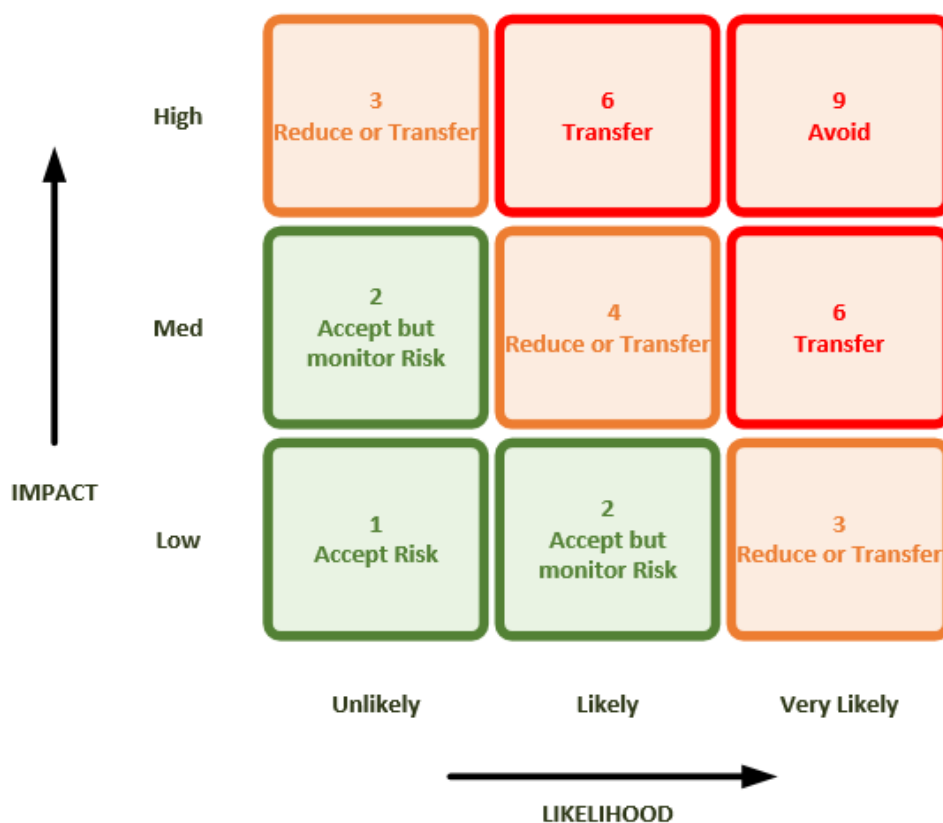 3
Reduce or Transfer
6
Transfer
9
Avoid
High
2
Accept but
monitor Risk
4
Reduce or Transfer
6
Transfer
Med
IMPACT
1
Accept Risk
2
Accept but
monitor Risk
3
Reduce or Transfer
Low
Unlikely
Likely
Very Likely
LIKELIHOOD